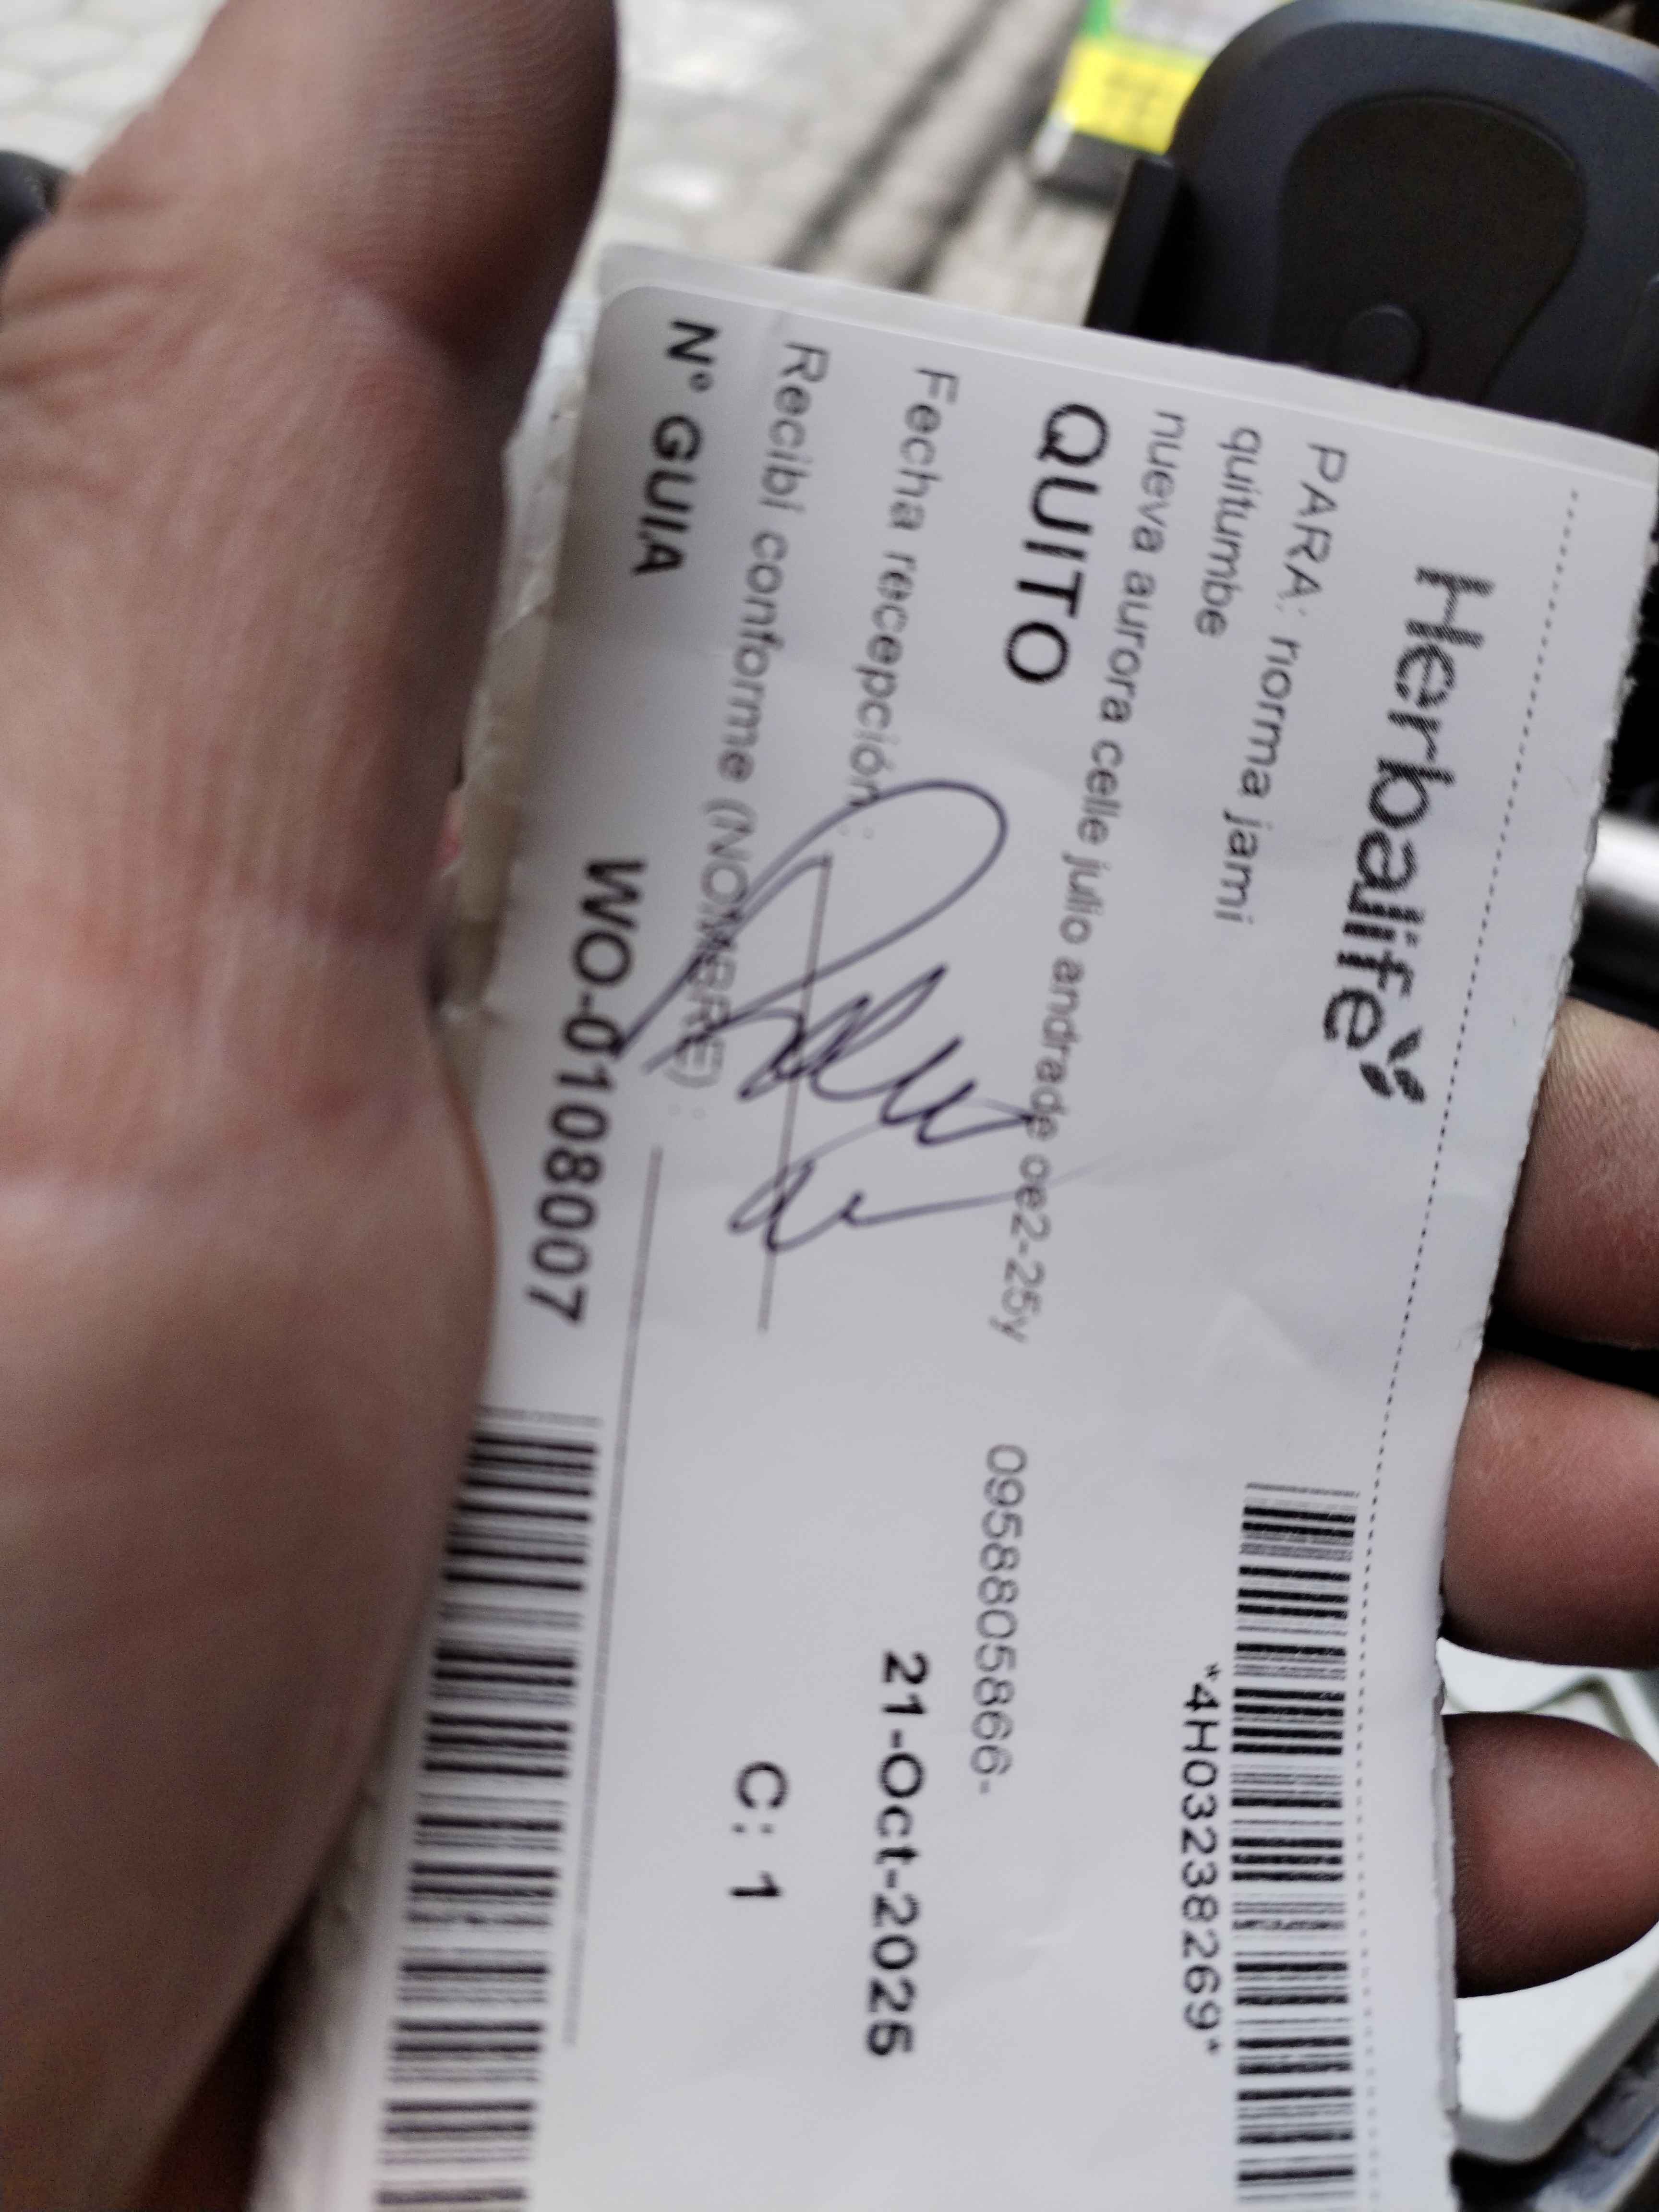 Herbalife
*4H03238269*
PARA: norma jami
quitumbe
nueva aurora celle julio andrade oe2-25y
0958805866-
QUITO
21-Oct-2025
Fecha recepción:
C: 1
Recibí conforme (NOMBRE) :
Nº GUIA WO-01080007